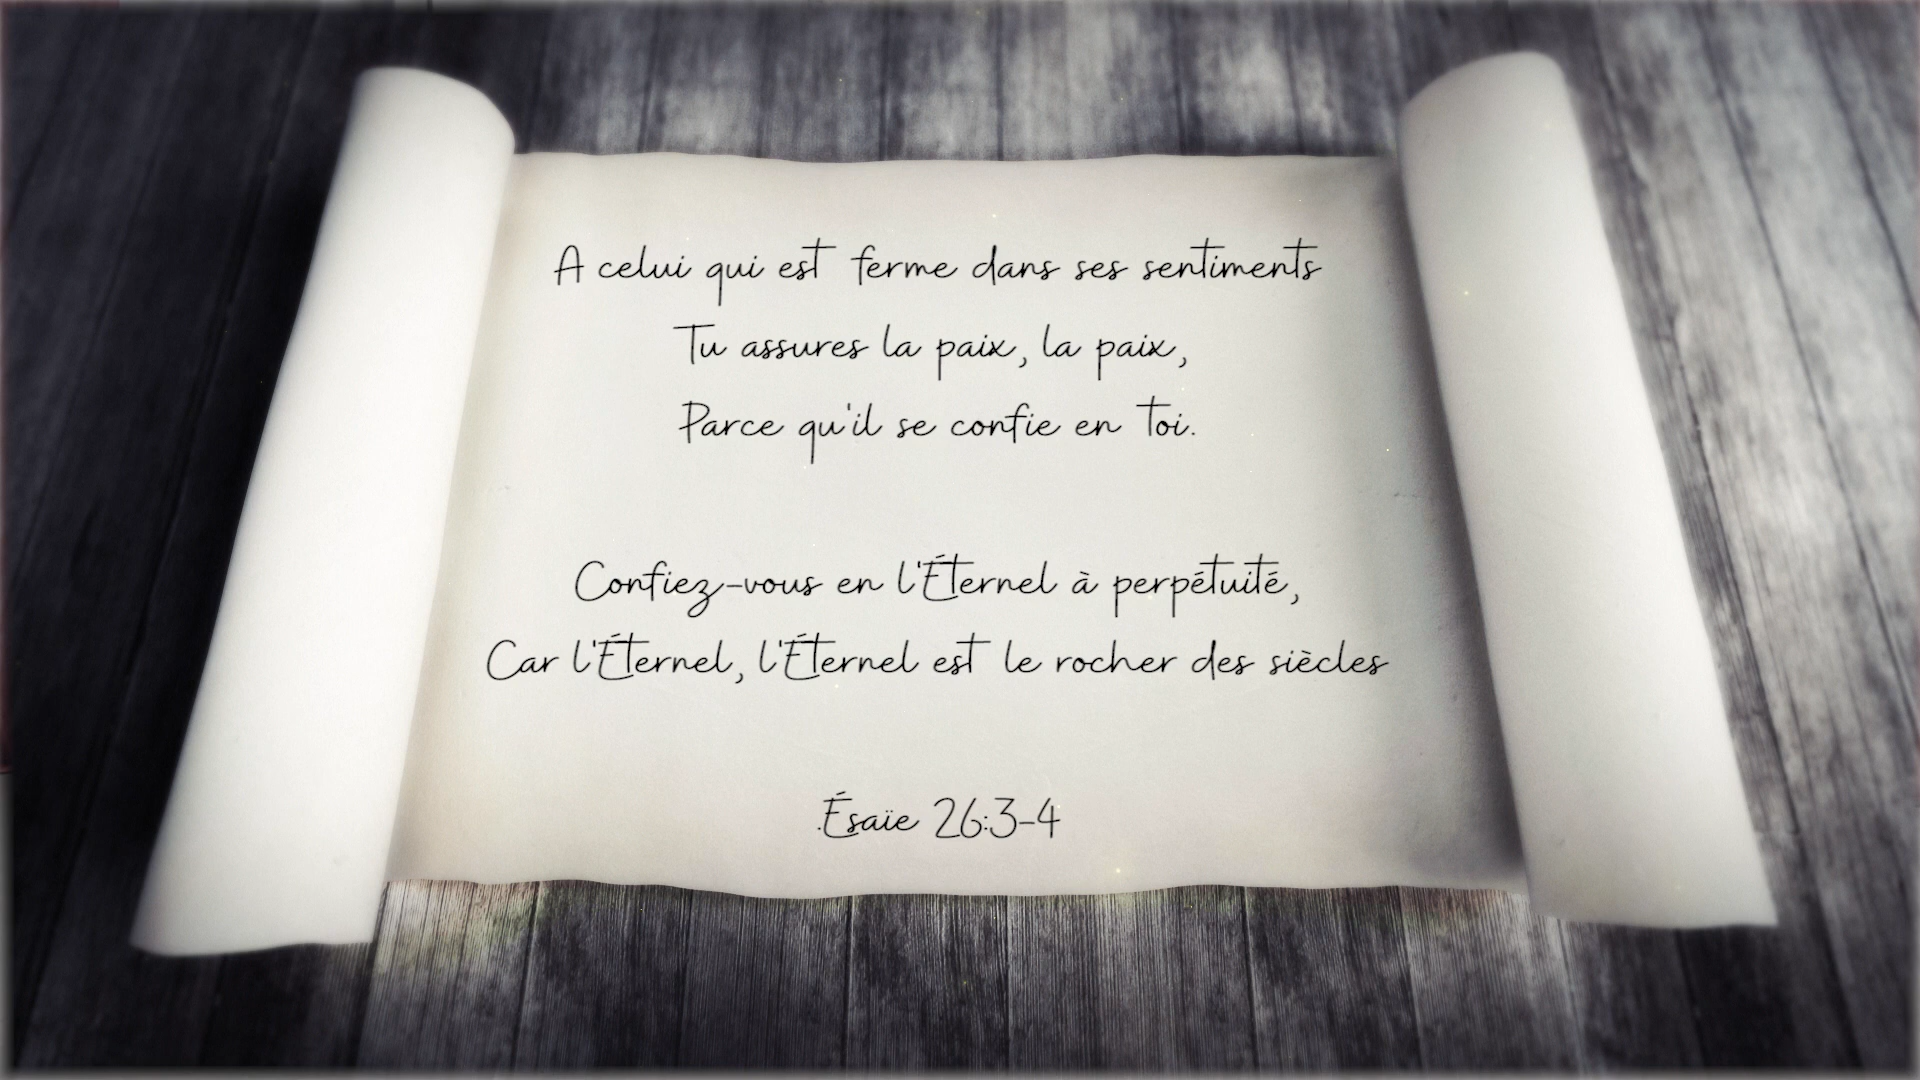 A celui qui est ferme dans ses sentiments
Tu assures la paix, la paix,
Parce qu'il se confie en toi.
Confiez-vous en l'Éternel à perpétuité,
Car l'Éternel, l'Éternel est le rocher des siècles
Ésaïe 26:3-4